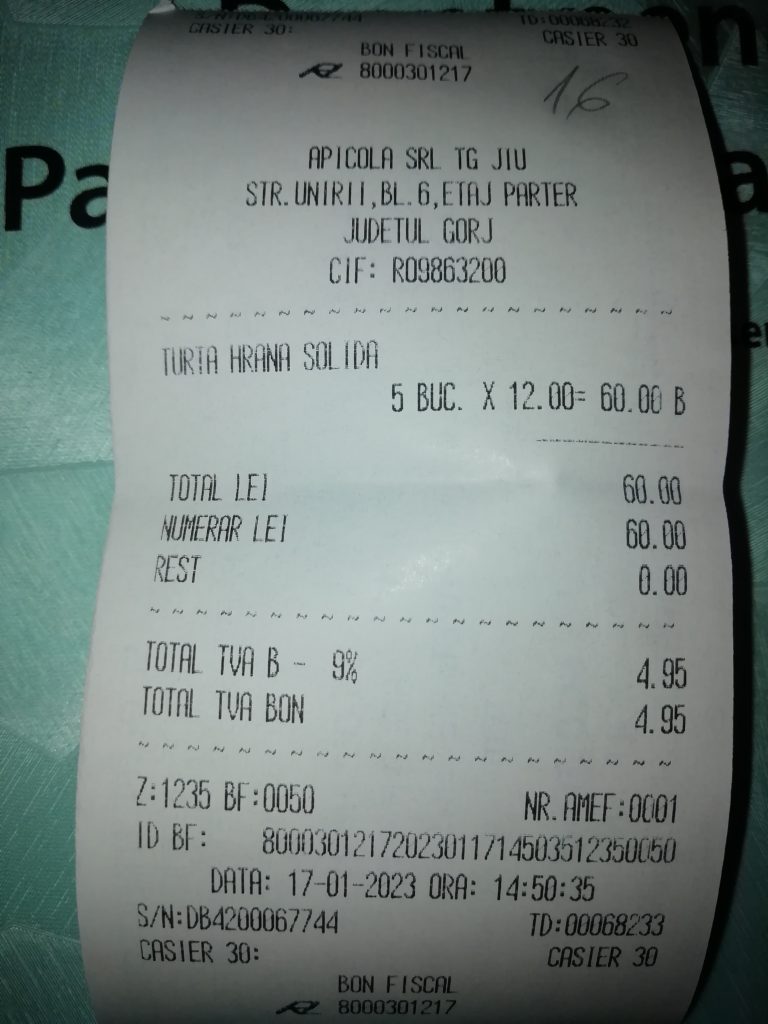 S/N:DB4200067744 TD:00068232
CASIER 30: CASIER 30
BON FISCAL
8000301217
16
APICOLA SRL TG JIU
STR.UNIRII,BL.6,ETAJ PARTER
JUDETUL GORJ
CIF: RO9863200
TURTA HRANA SOLIDA
5 BUC. X 12.00= 60.00 B
TOTAL LEI 60.00
NUMERAR LEI 60.00
REST 0.00
TOTAL TVA B - 9% 4.95
TOTAL TVA BON 4.95
Z:1235 BF:0050 NR.AMEF:0001
ID BF: 80003012172023011714503512350050
DATA: 17-01-2023 ORA: 14:50:35
S/N:DB4200067744 TD:00068233
CASIER 30: CASIER 30
BON FISCAL
8000301217